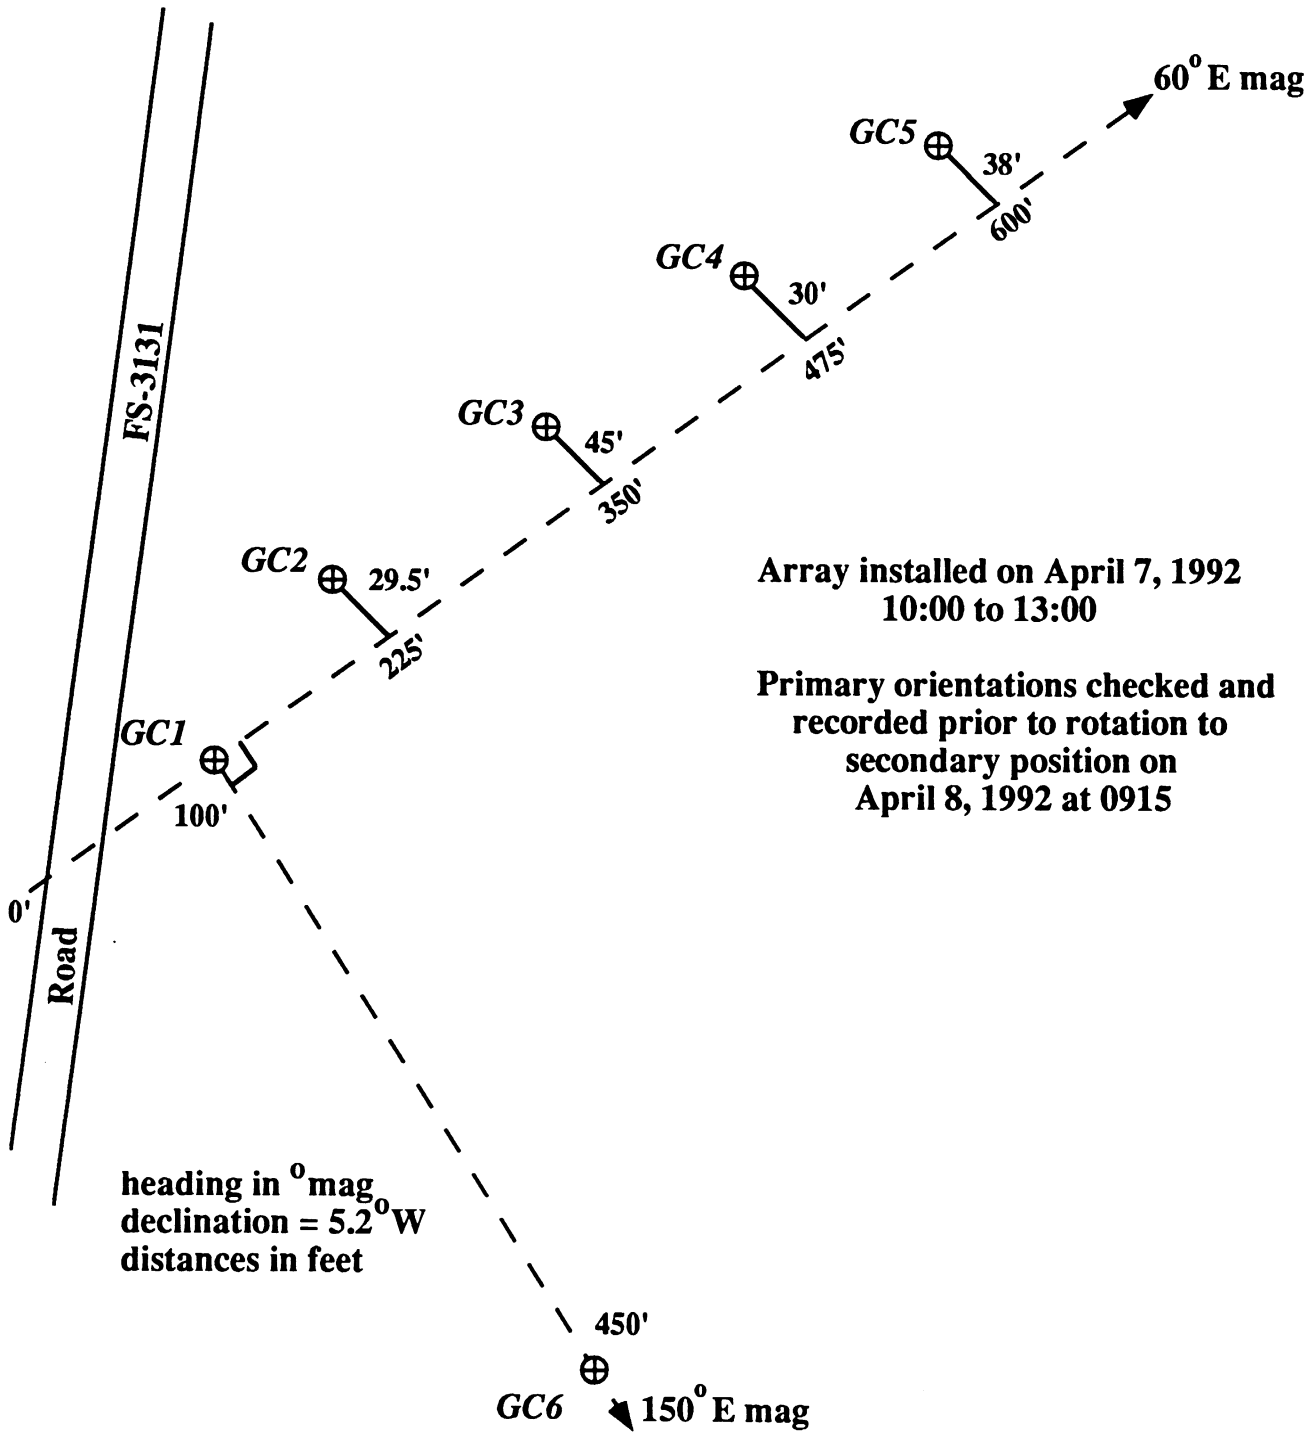 60° E mag
GC5
38'
600'
GC4
30'
475'
FS-3131
GC3
45'
350'
GC2
29.5'
225'
Array installed on April 7, 1992
10:00 to 13:00
Primary orientations checked and
recorded prior to rotation to
secondary position on
April 8, 1992 at 0915
GC1
100'
0'
Road
heading in °mag
declination = 5.2°W
distances in feet
450'
GC6
150° E mag